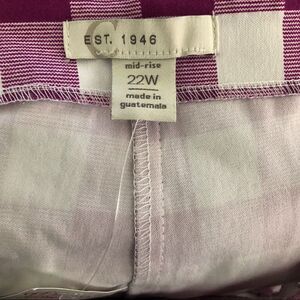 EST. 1946
mid-rise
22W
made in
guatemala